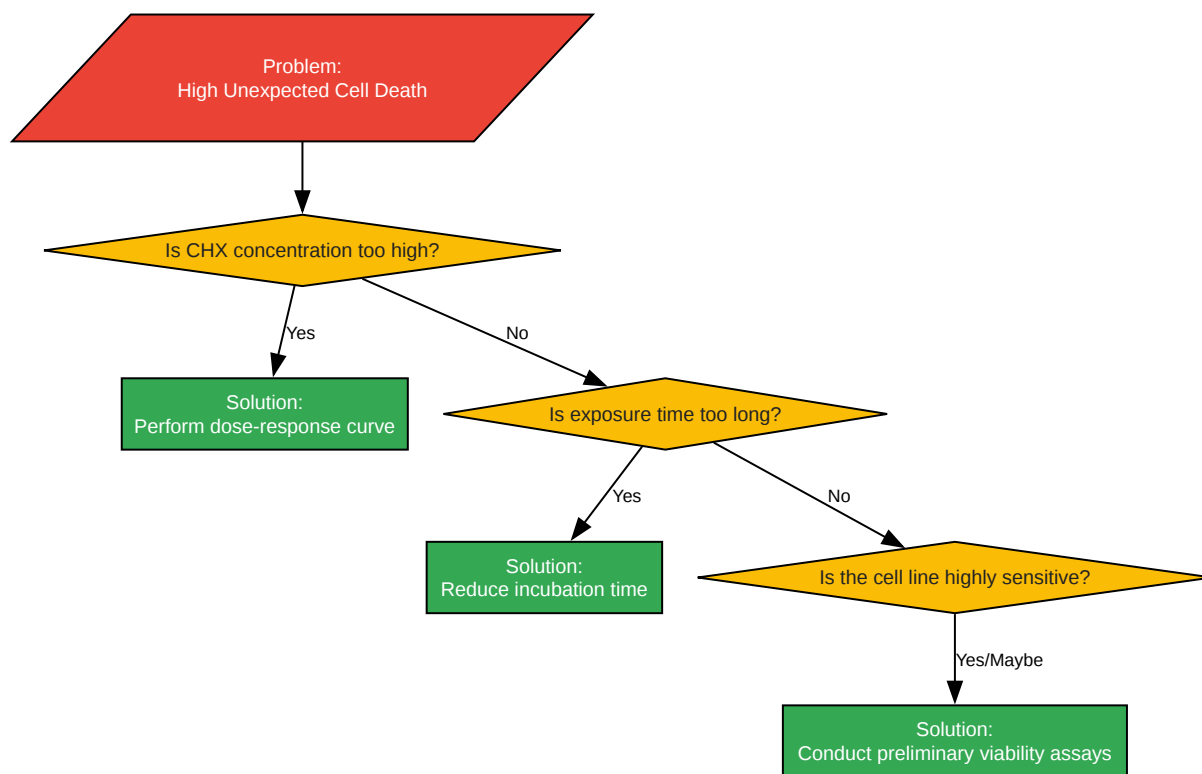 Problem:
High Unexpected Cell Death
Is CHX concentration too high?
Yes
No
Solution:
Perform dose-response curve
Is exposure time too long?
Yes
No
Solution:
Reduce incubation time
Is the cell line highly sensitive?
Yes/Maybe
Solution:
Conduct preliminary viability assays